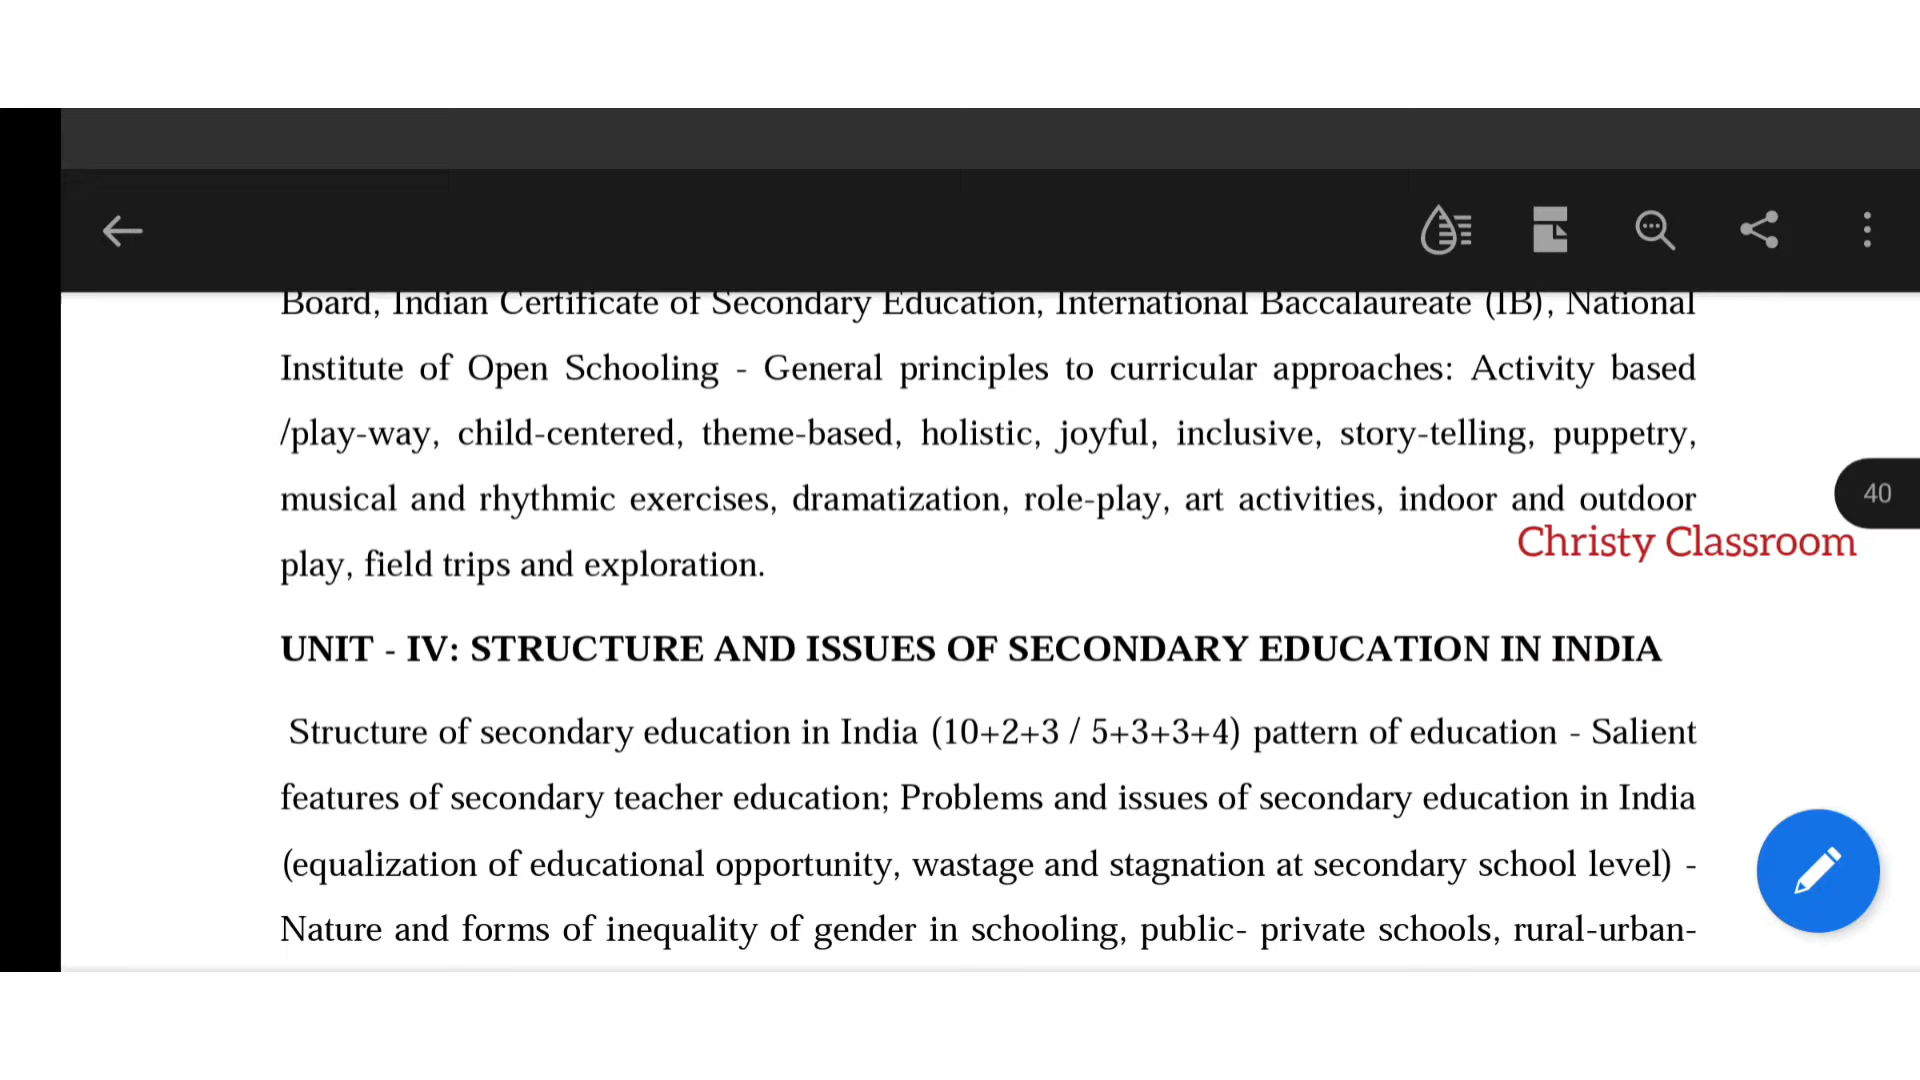 Board, Indian Certificate of Secondary Education, International Baccalaureate (IB), National
Institute of Open Schooling - General principles to curricular approaches: Activity based
/play-way, child-centered, theme-based, holistic, joyful, inclusive, story-telling, puppetry,
musical and rhythmic exercises, dramatization, role-play, art activities, indoor and outdoor
40
Christy Classroom
play, field trips and exploration.
UNIT - IV: STRUCTURE AND ISSUES OF SECONDARY EDUCATION IN INDIA
Structure of secondary education in India (10+2+3 / 5+3+3+4) pattern of education - Salient
features of secondary teacher education; Problems and issues of secondary education in India
(equalization of educational opportunity, wastage and stagnation at secondary school level) -
Nature and forms of inequality of gender in schooling, public- private schools, rural-urban-